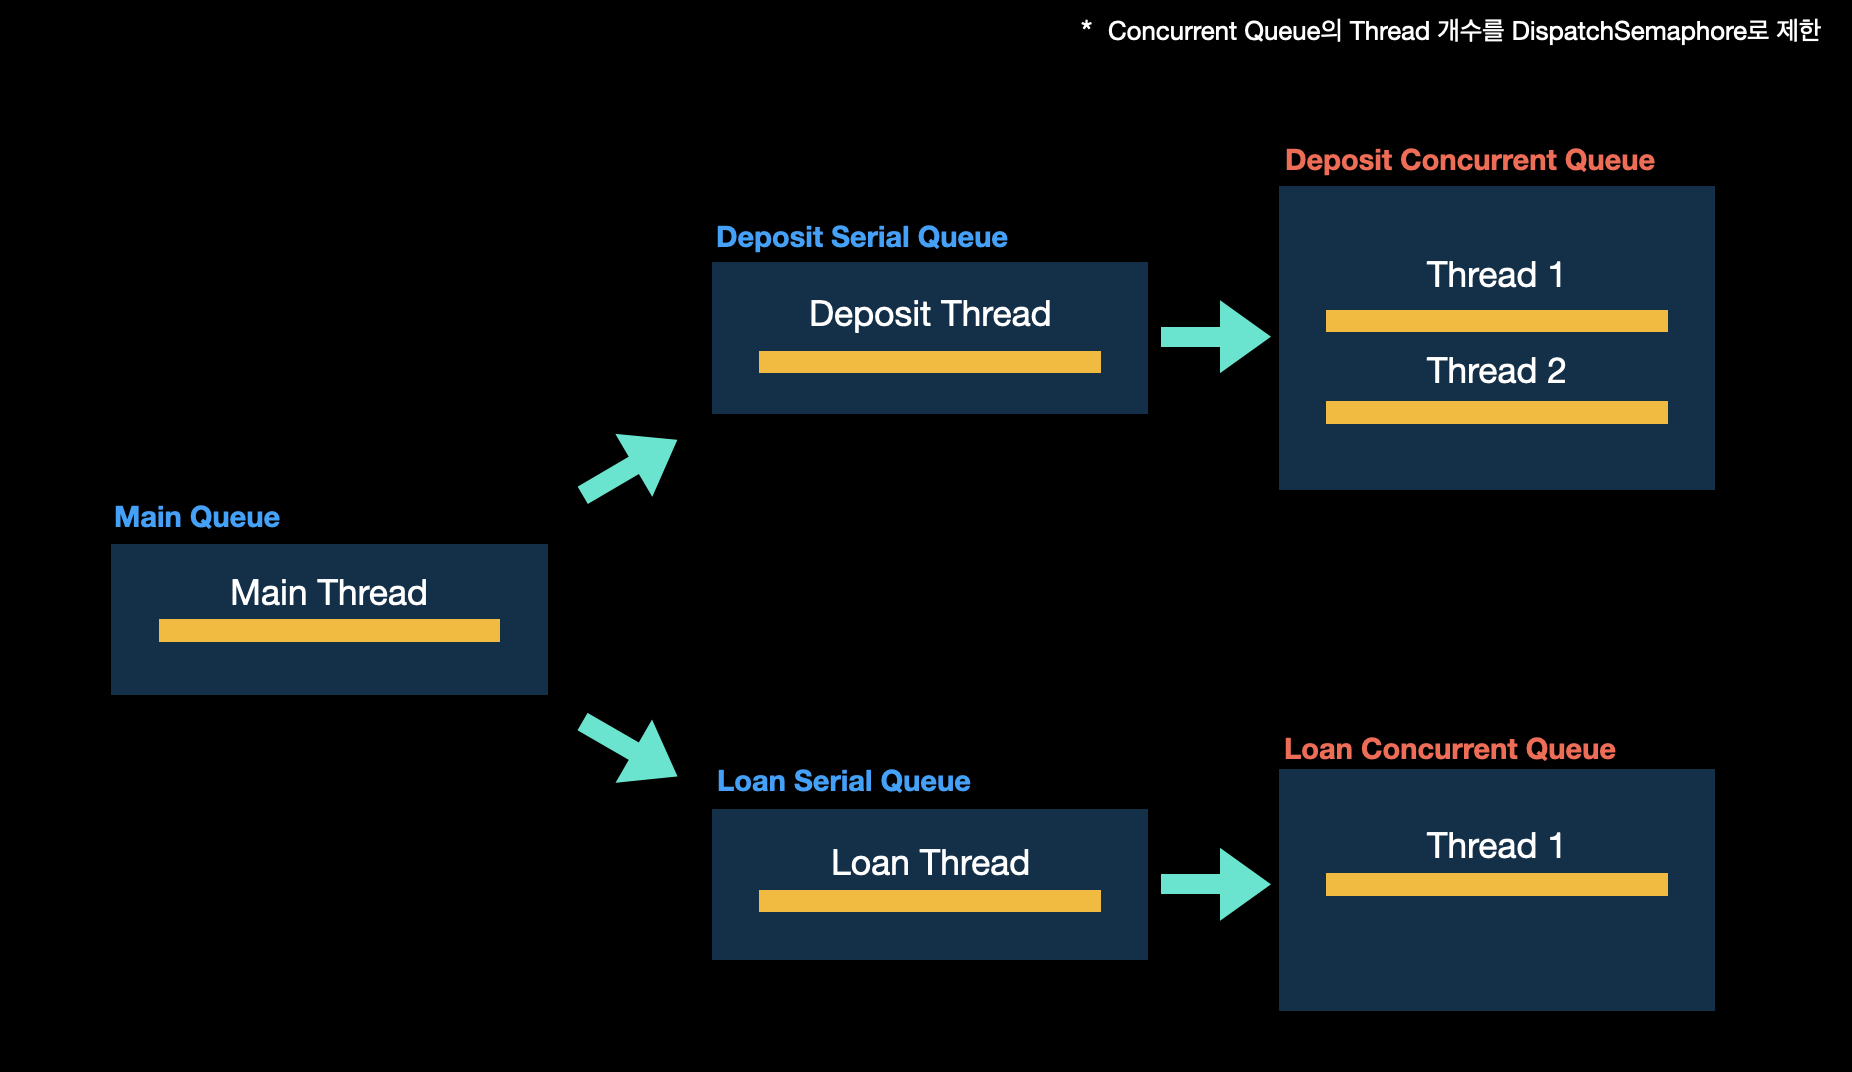 * Concurrent Queue의 Thread 개수를 DispatchSemaphore로 제한
Deposit Concurrent Queue
Thread 1
Thread 2
Deposit Serial Queue
Deposit Thread
Main Queue
Main Thread
Loan Serial Queue
Loan Thread
Loan Concurrent Queue
Thread 1